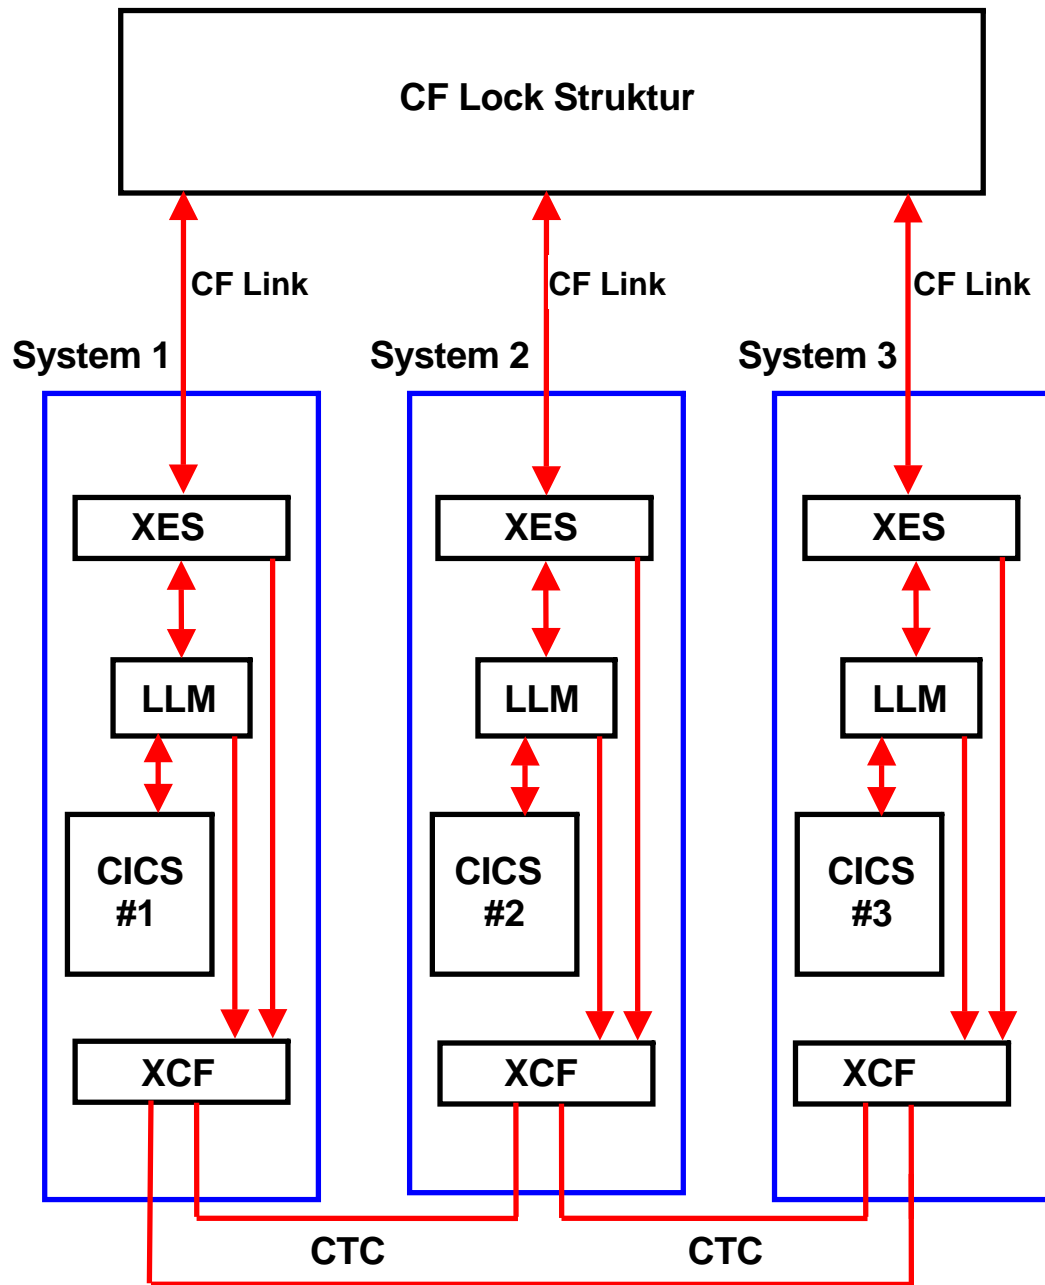 CF Lock Struktur
CF Link
CF Link
CF Link
System 1
System 2
System 3
XES
XES
XES
LLM
LLM
LLM
CICS
#1
CICS
#2
CICS
#3
XCF
XCF
XCF
CTC
CTC